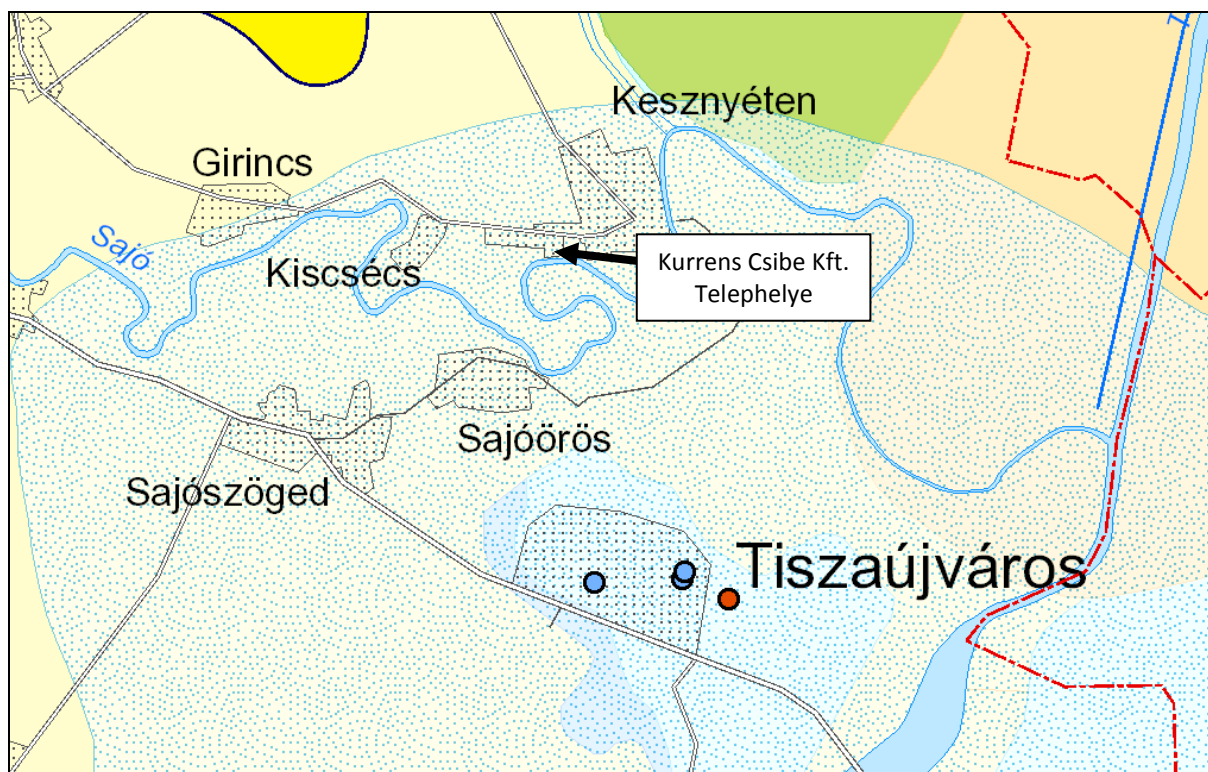 Kesznyéten
Girincs
Sajó
Kiscsécs
Kurrens Csibe Kft.
Telephelye
Sajóörös
Sajószöged
Tiszaújváros